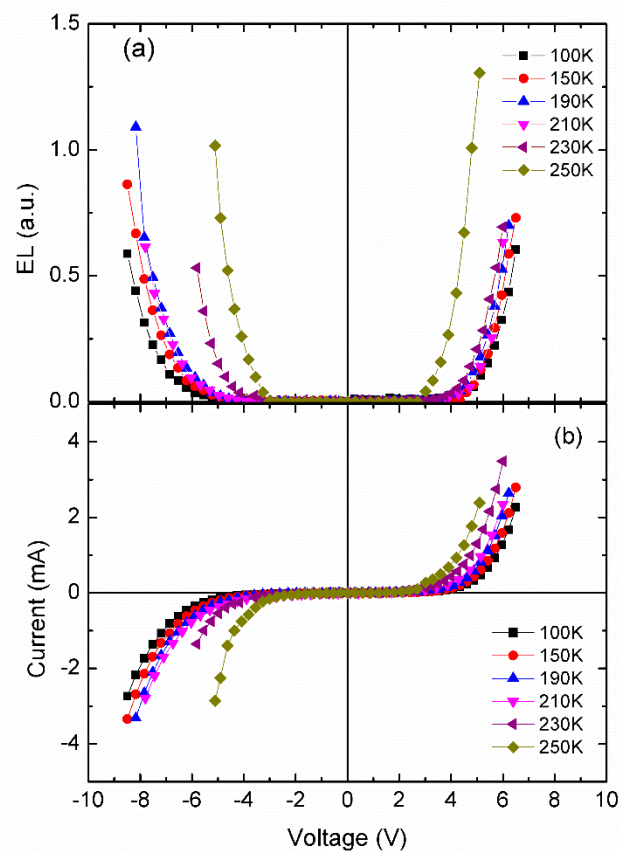 (a)
100K
150K
190K
210K
230K
250K
EL (a.u.)
1.5
1.0
0.5
0.0
(b)
Current (mA)
4
2
0
-2
-4
100K
150K
190K
210K
230K
250K
-10 -8 -6 -4 -2 0 2 4 6 8 10
Voltage (V)